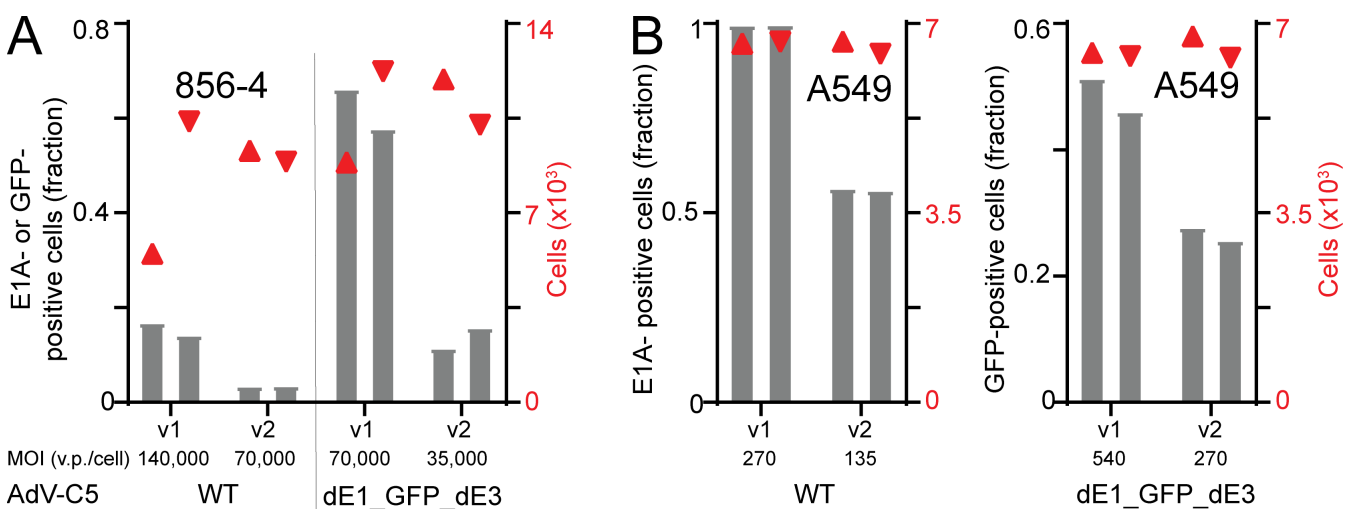 A
0.8
0.4
0
E1A- or GFP-
positive cells (fraction)
856-4
14
7
0
Cells (x10³)
v1
v2
v1
v2
MOI (v.p./cell) 140,000 70,000 70,000 35,000
AdV-C5 WT dE1_GFP_dE3
B
1
0.5
0
E1A- positive cells (fraction)
A549
7
3.5
0
Cells (x10³)
v1 v2
270 135
WT
0.6
0.2
0
GFP-positive cells (fraction)
A549
7
3.5
0
Cells (x10³)
v1 v2
540 270
dE1_GFP_dE3